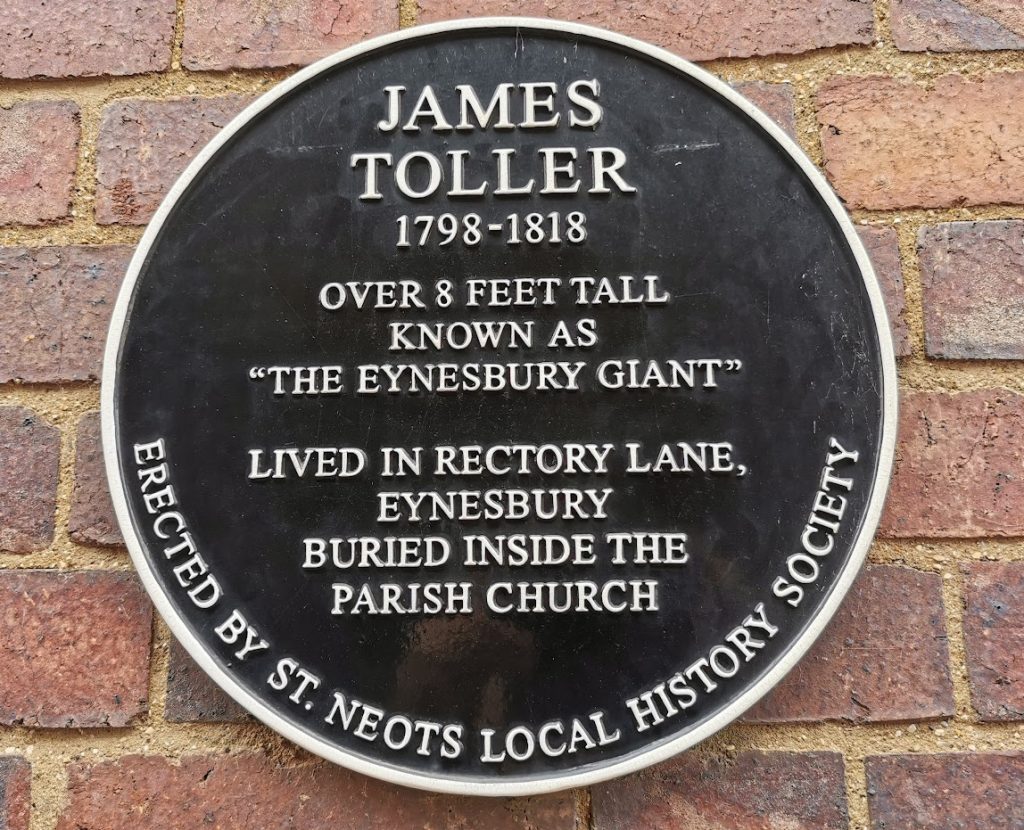 JAMES
TOLLER
1798-1818
OVER 8 FEET TALL
KNOWN AS
“THE EYNESBURY GIANT”
LIVED IN RECTORY LANE,
EYNESBURY
BURIED INSIDE THE
PARISH CHURCH
ERECTED BY ST. NEOTS LOCAL HISTORY SOCIETY